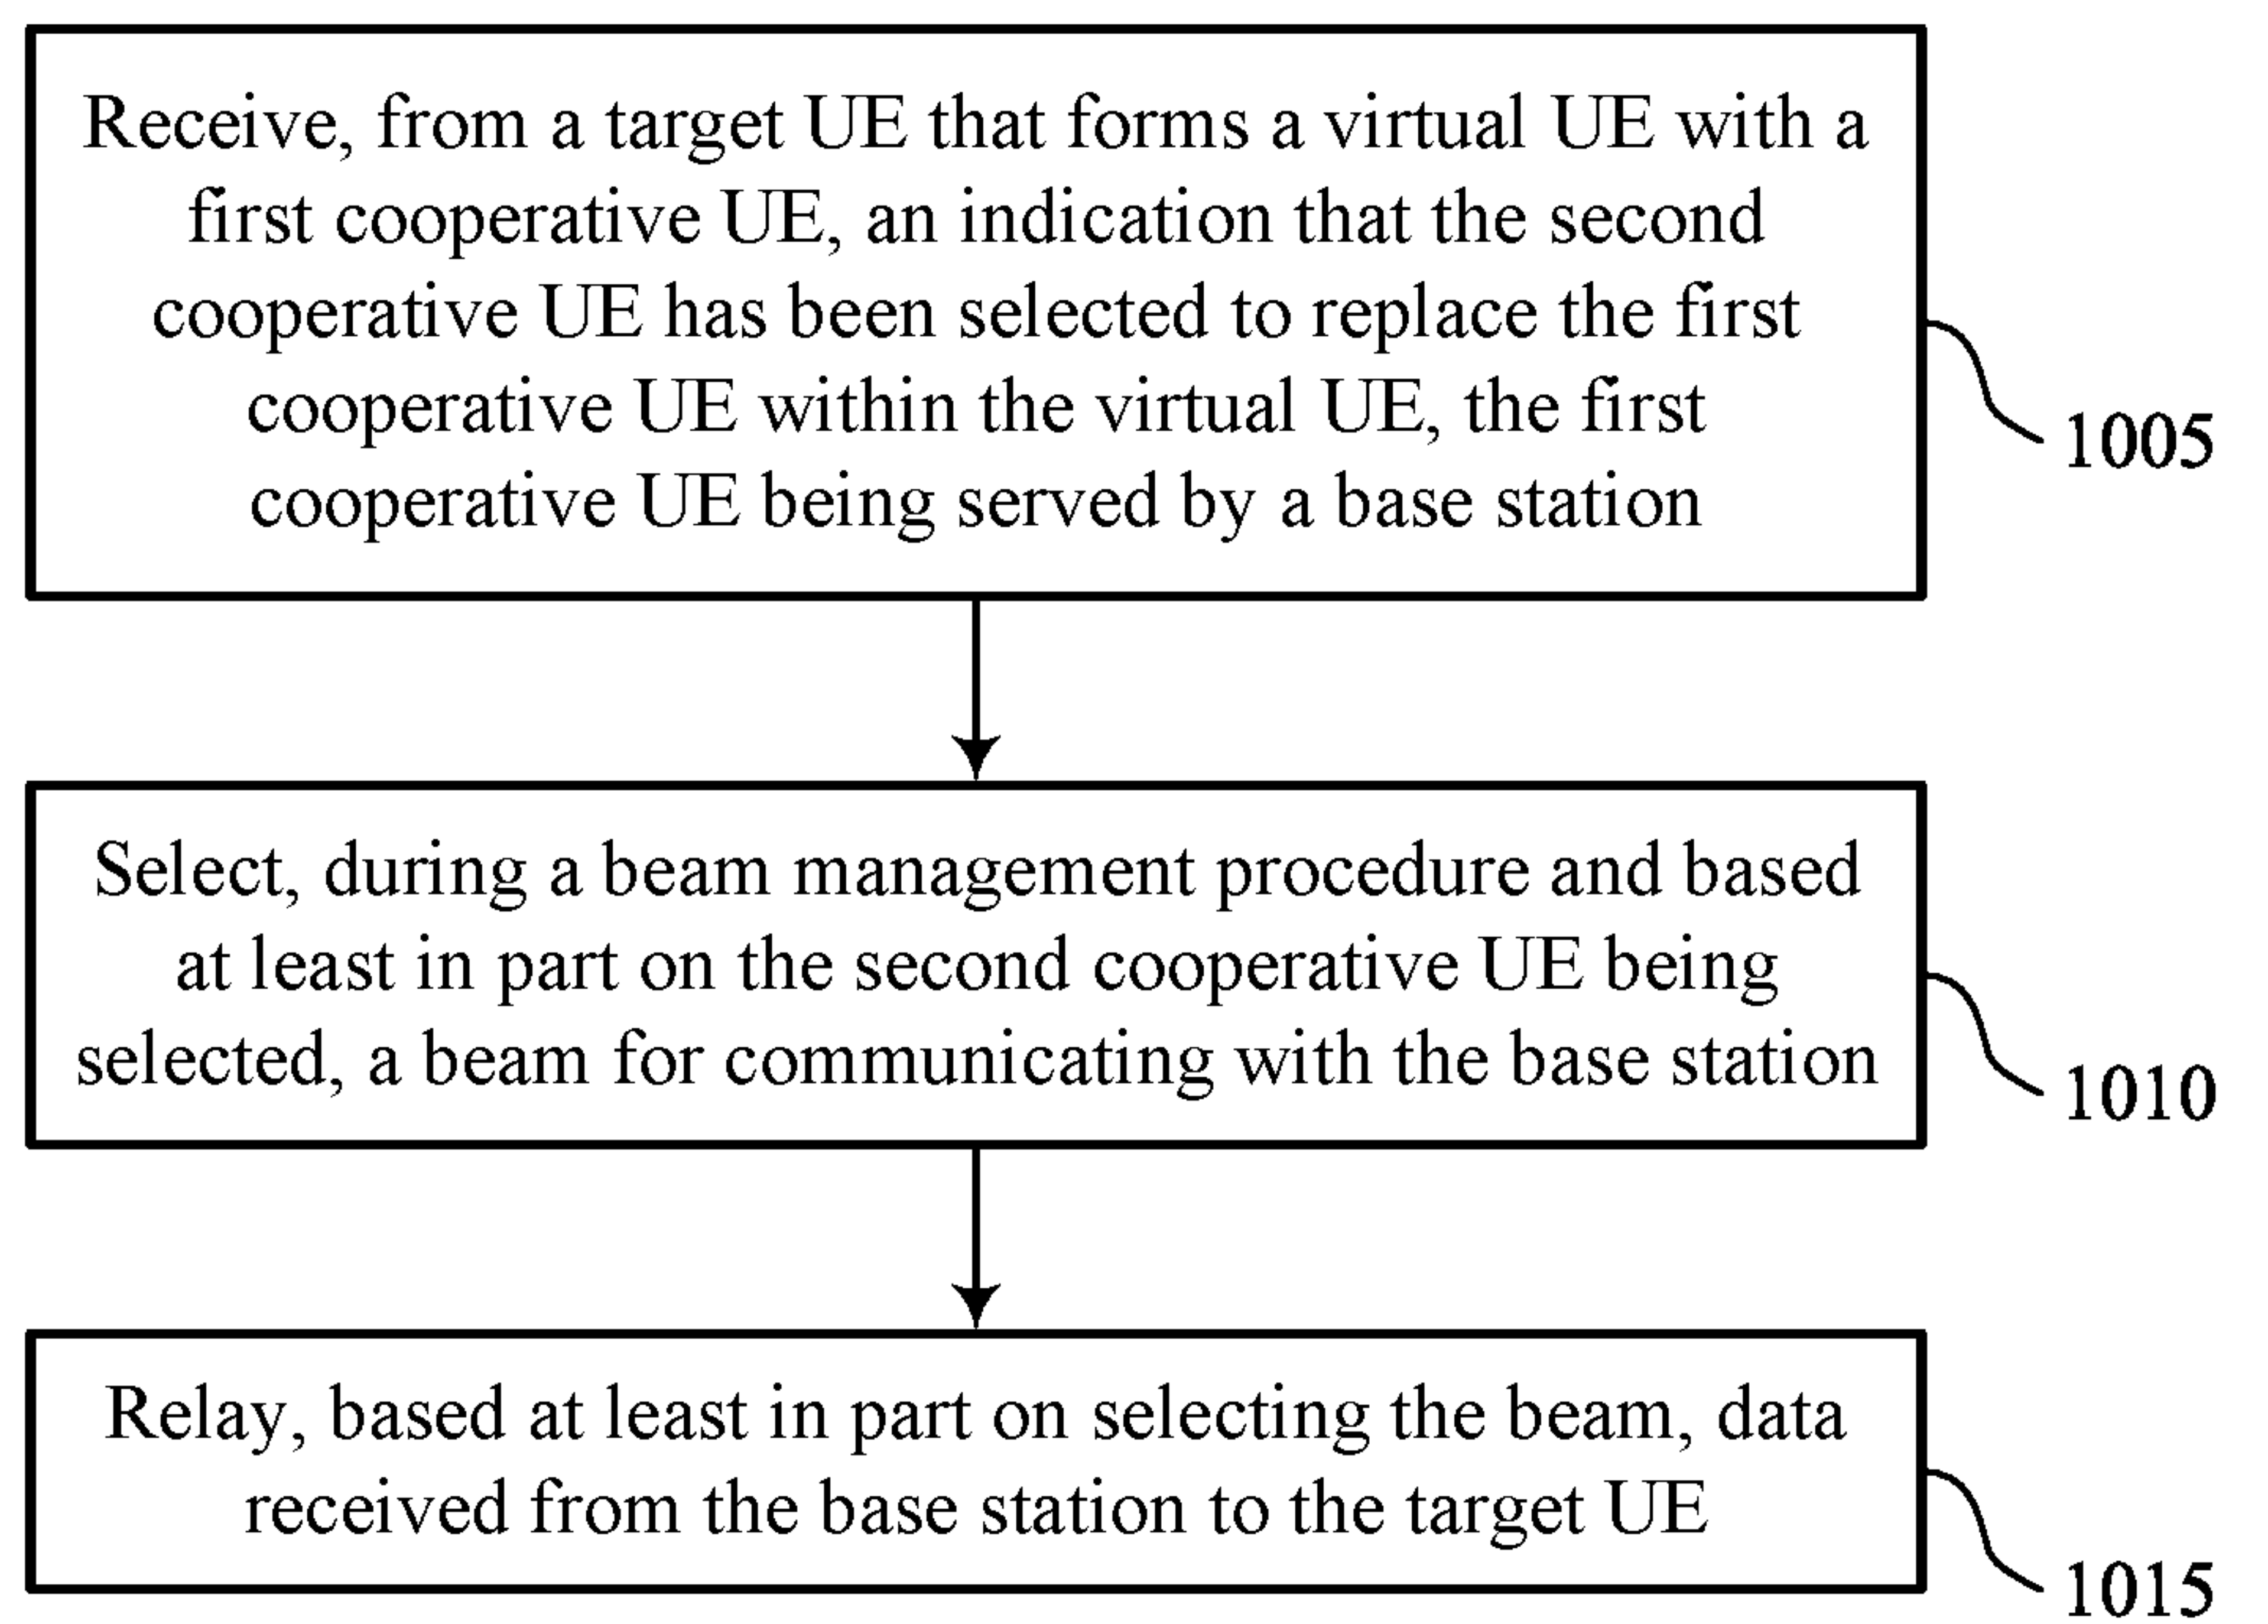 Receive, from a target UE that forms a virtual UE with a
first cooperative UE, an indication that the second
cooperative UE has been selected to replace the first
cooperative UE within the virtual UE, the first
cooperative UE being served by a base station
1005
Select, during a beam management procedure and based
at least in part on the second cooperative UE being
selected, a beam for communicating with the base station
1010
Relay, based at least in part on selecting the beam, data
received from the base station to the target UE
1015